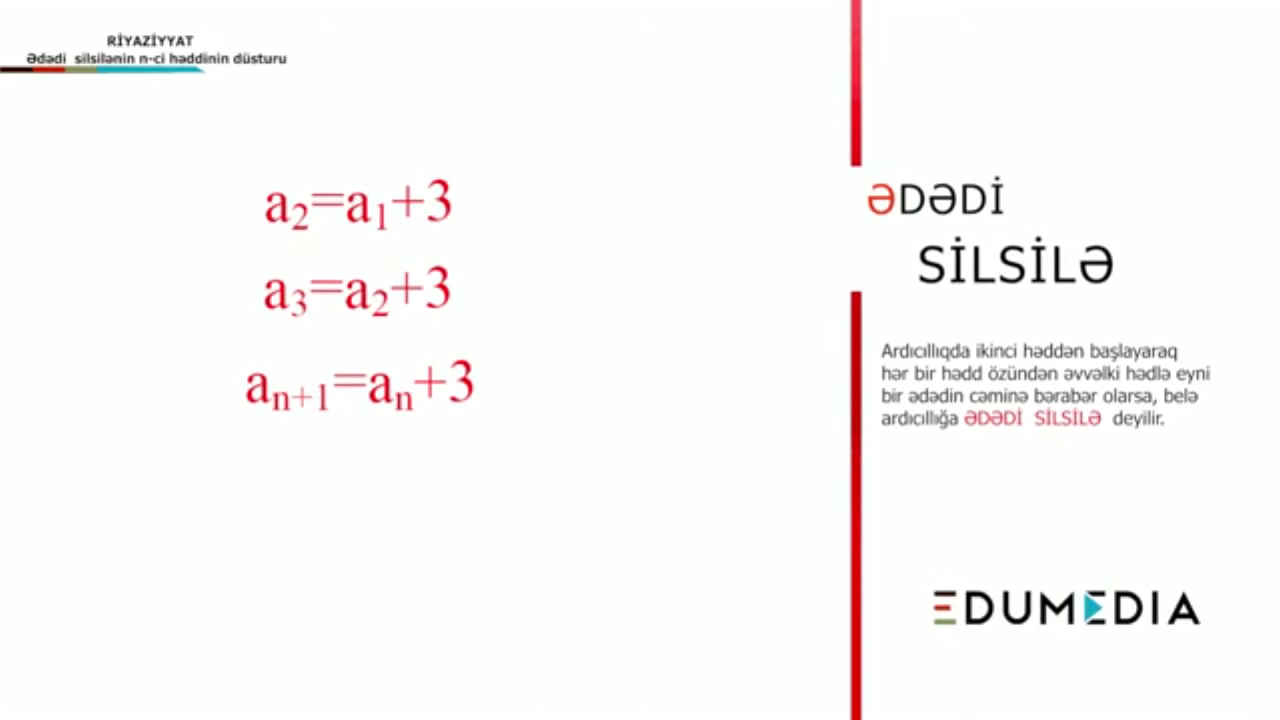 RİYAZİYYAT
Ədədi silsilənin n-ci həddinin düsturu
a₂=a₁+3
a₃=a₂+3
aₙ₊₁=aₙ+3
ƏDƏDİ
SİLSİLƏ
Ardıcıllıqda ikinci həddən başlayaraq
hər bir hədd özündən əvvəlki hədlə eyni
bir ədədin cəminə bərabər olarsa, belə
ardıcıllığa ƏDƏDİ SİLSİLƏ deyilir.
EDUMEDIA